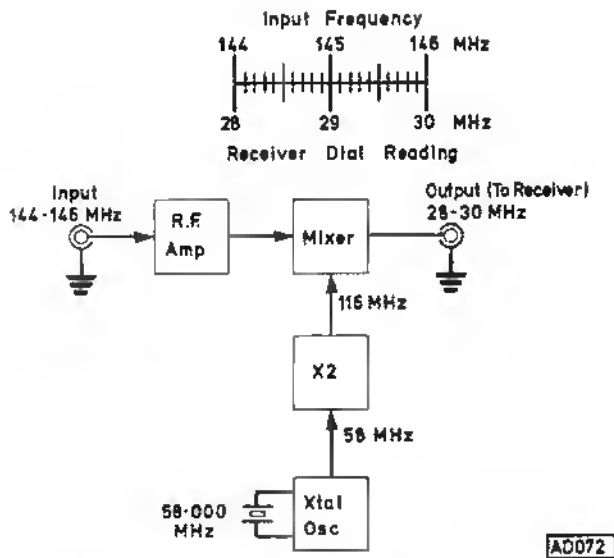 Input Frequency
144 145 146 MHz
28 29 30 MHz
Receiver Dial Reading
Input
144-146 MHz
R.F.
Amp
Mixer
Output (To Receiver)
28-30 MHz
116 MHz
X2
58 MHz
58·000
MHz
Xtal
Osc
AD072